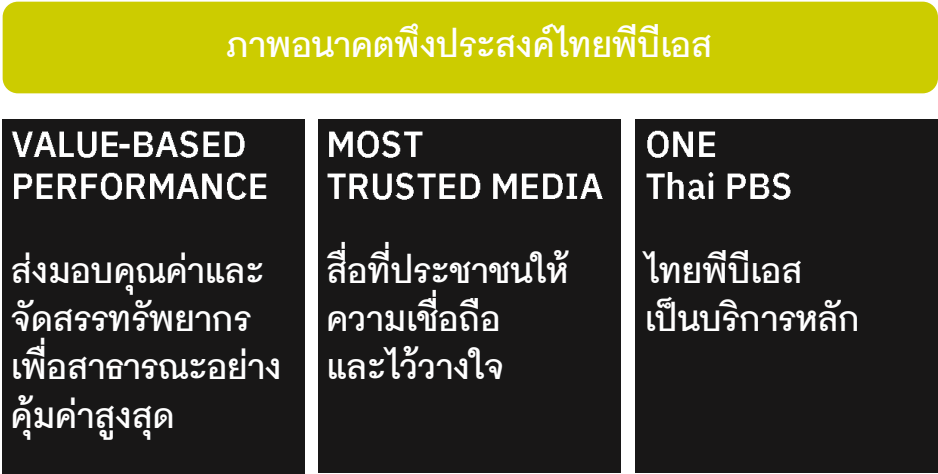 ภาพอนาคตพึงประสงค์ไทยพีบีเอส
VALUE-BASED
PERFORMANCE
ส่งมอบคุณค่าและ
จัดสรรทรัพยากร
เพื่อสาธารณะอย่าง
คุ้มค่าสูงสุด
MOST
TRUSTED MEDIA
สื่อที่ประชาชนให้
ความเชื่อถือ
และไว้วางใจ
ONE
Thai PBS
ไทยพีบีเอส
เป็นบริการหลัก